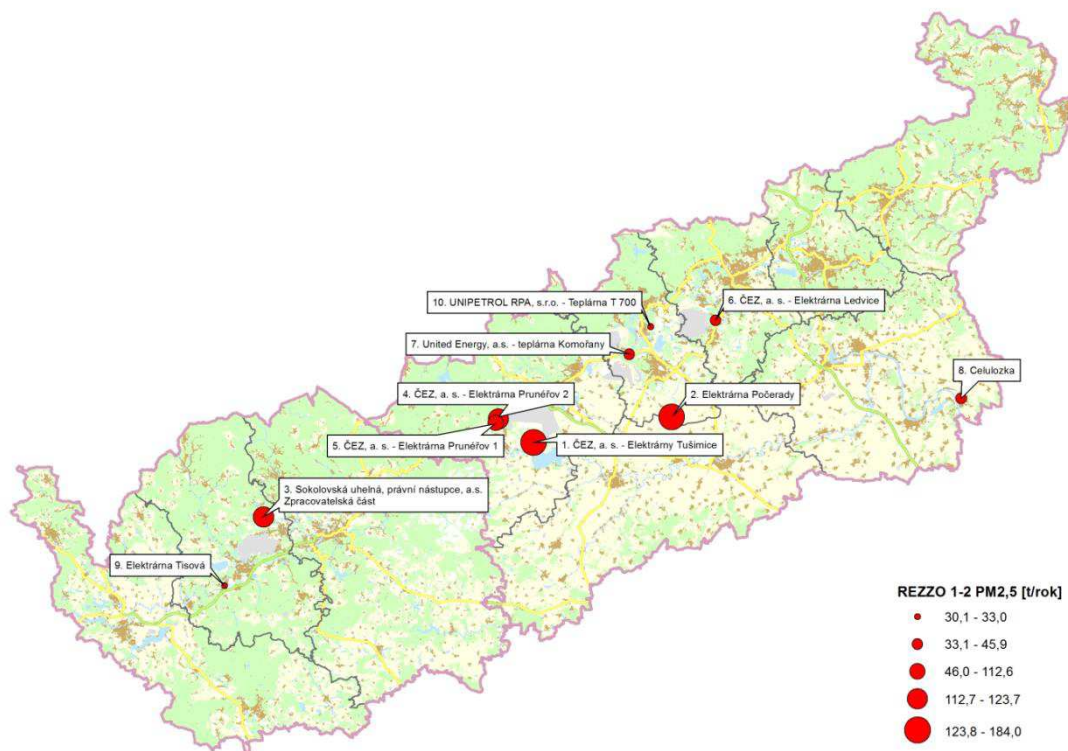 10. UNIPETROL RPA, s.r.o. - Teplárna T 700
6. ČEZ, a. s. - Elektrárna Ledvice
7. United Energy, a.s. - teplárna Komořany
8. Celulozka
4. ČEZ, a. s. - Elektrárna Prunéřov 2
2. Elektrárna Počerady
5. ČEZ, a. s. - Elektrárna Prunéřov 1
1. ČEZ, a. s. - Elektrárny Tušimice
3. Sokolovská uhelná, právní nástupce, a.s.
Zpracovatelská část
9. Elektrárna Tisová
REZZO 1-2 PM2,5 [t/rok]
30,1 - 33,0
33,1 - 45,9
46,0 - 112,6
112,7 - 123,7
123,8 - 184,0